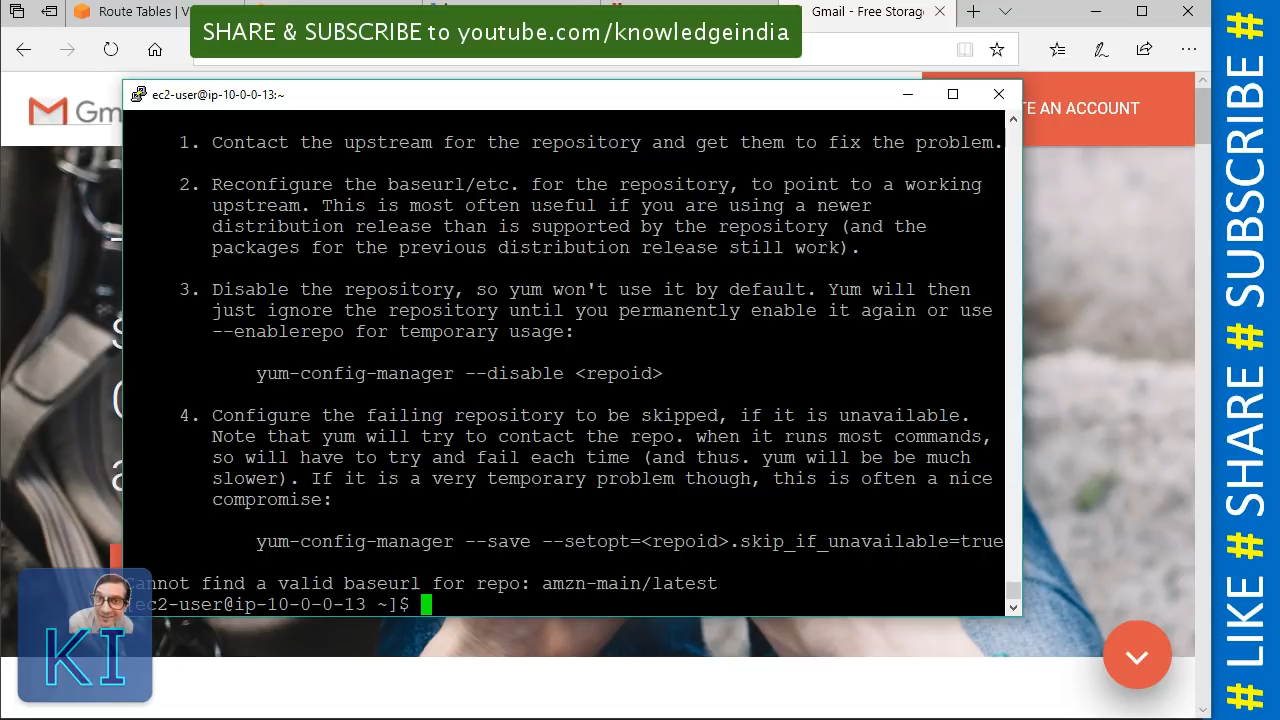 Route Tables | V
Gmail - Free Storag
SHARE & SUBSCRIBE to youtube.com/knowledgeindia
Gm
TE AN ACCOUNT
ec2-user@ip-10-0-0-13:~
1. Contact the upstream for the repository and get them to fix the problem.
2. Reconfigure the baseurl/etc. for the repository, to point to a working
upstream. This is most often useful if you are using a newer
distribution release than is supported by the repository (and the
packages for the previous distribution release still work).
3. Disable the repository, so yum won't use it by default. Yum will then
just ignore the repository until you permanently enable it again or use
--enablerepo for temporary usage:
yum-config-manager --disable <repoid>
4. Configure the failing repository to be skipped, if it is unavailable.
Note that yum will try to contact the repo. when it runs most commands,
so will have to try and fail each time (and thus. yum will be be much
slower). If it is a very temporary problem though, this is often a nice
compromise:
yum-config-manager --save --setopt=<repoid>.skip_if_unavailable=true
Cannot find a valid baseurl for repo: amzn-main/latest
[ec2-user@ip-10-0-0-13 ~]$
KI
# LIKE # SHARE # SUBSCRIBE #